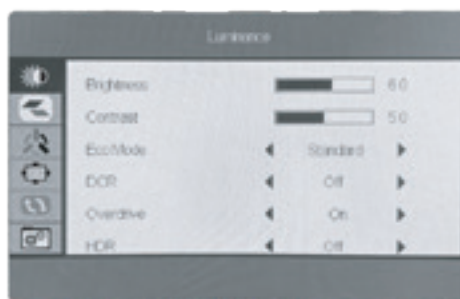 Luminance
Brightness 60
Contrast 50
Eco Mode Standard
DCR Off
Overdrive On
HDR Off